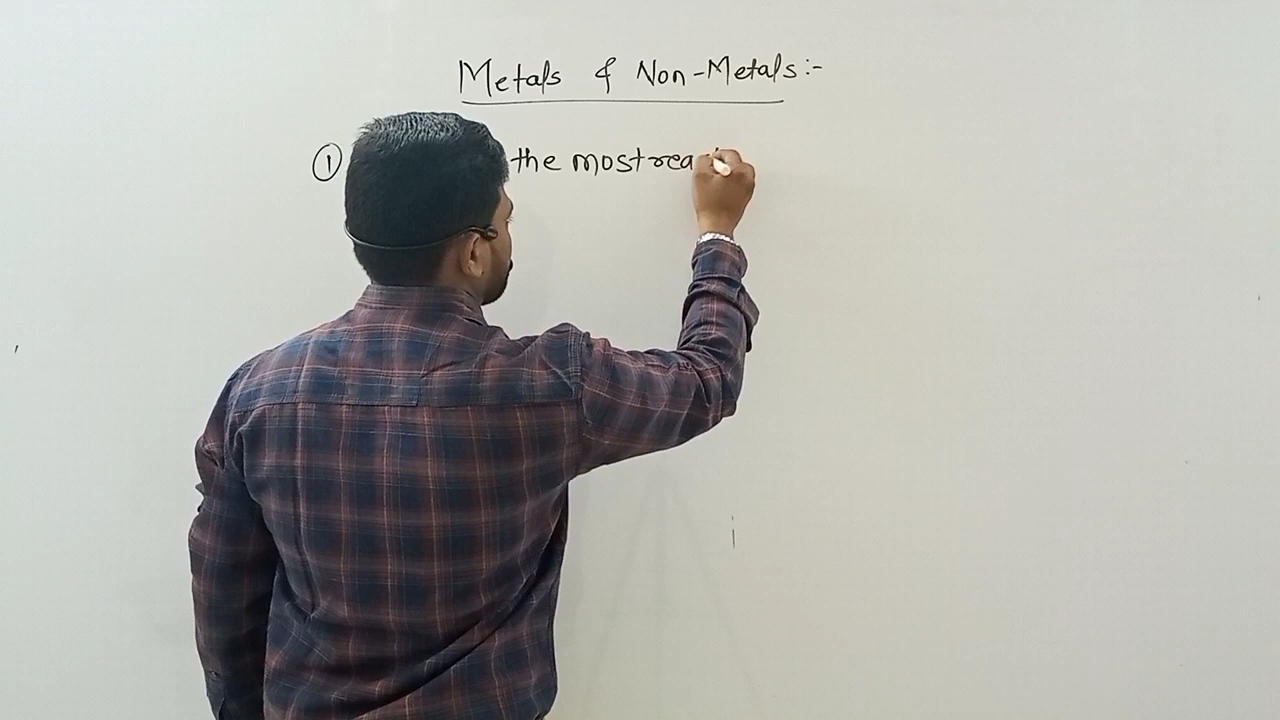 Metals & Non-Metals:-
① the most rea